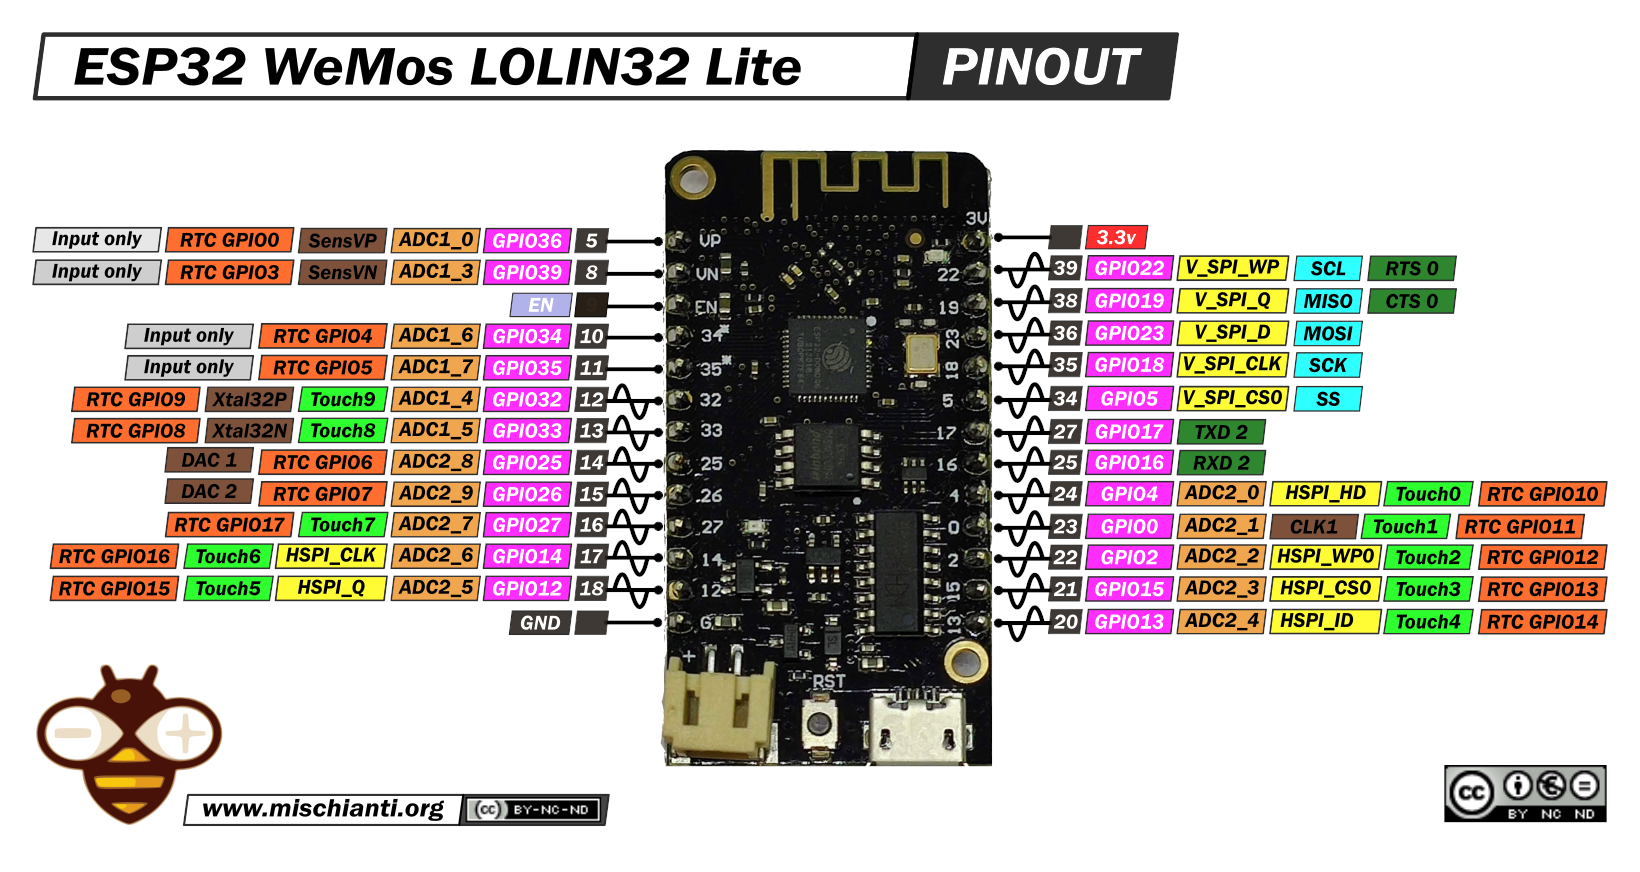 ESP32 WeMos LOLIN32 Lite PINOUT
Input only RTC GPIO0 SensVP ADC1_0 GPIO36 5
Input only RTC GPIO3 SensVN ADC1_3 GPIO39 8
EN 9
Input only RTC GPIO4 ADC1_6 GPIO34 10
Input only RTC GPIO5 ADC1_7 GPIO35 11
RTC GPIO9 Xtal32P Touch9 ADC1_4 GPIO32 12
RTC GPIO8 Xtal32N Touch8 ADC1_5 GPIO33 13
DAC 1 RTC GPIO6 ADC2_8 GPIO25 14
DAC 2 RTC GPIO7 ADC2_9 GPIO26 15
RTC GPIO17 Touch7 ADC2_7 GPIO27 16
RTC GPIO16 Touch6 HSPI_CLK ADC2_6 GPIO14 17
RTC GPIO15 Touch5 HSPI_Q ADC2_5 GPIO12 18
GND
VP
VN
EN
34*
35*
32
33
25
26
27
14
12
G
+
RST
3V
22
19
23
18
5
17
16
4
0
2
15
13
3.3v
39 GPIO22 V_SPI_WP SCL RTS 0
38 GPIO19 V_SPI_Q MISO CTS 0
36 GPIO23 V_SPI_D MOSI
35 GPIO18 V_SPI_CLK SCK
34 GPIO5 V_SPI_CS0 SS
27 GPIO17 TXD 2
25 GPIO16 RXD 2
24 GPIO4 ADC2_0 HSPI_HD Touch0 RTC GPIO10
23 GPIO0 ADC2_1 CLK1 Touch1 RTC GPIO11
22 GPIO2 ADC2_2 HSPI_WP0 Touch2 RTC GPIO12
21 GPIO15 ADC2_3 HSPI_CS0 Touch3 RTC GPIO13
20 GPIO13 ADC2_4 HSPI_ID Touch4 RTC GPIO14
www.mischianti.org
cc BY-NC-ND
cc
BY NC ND